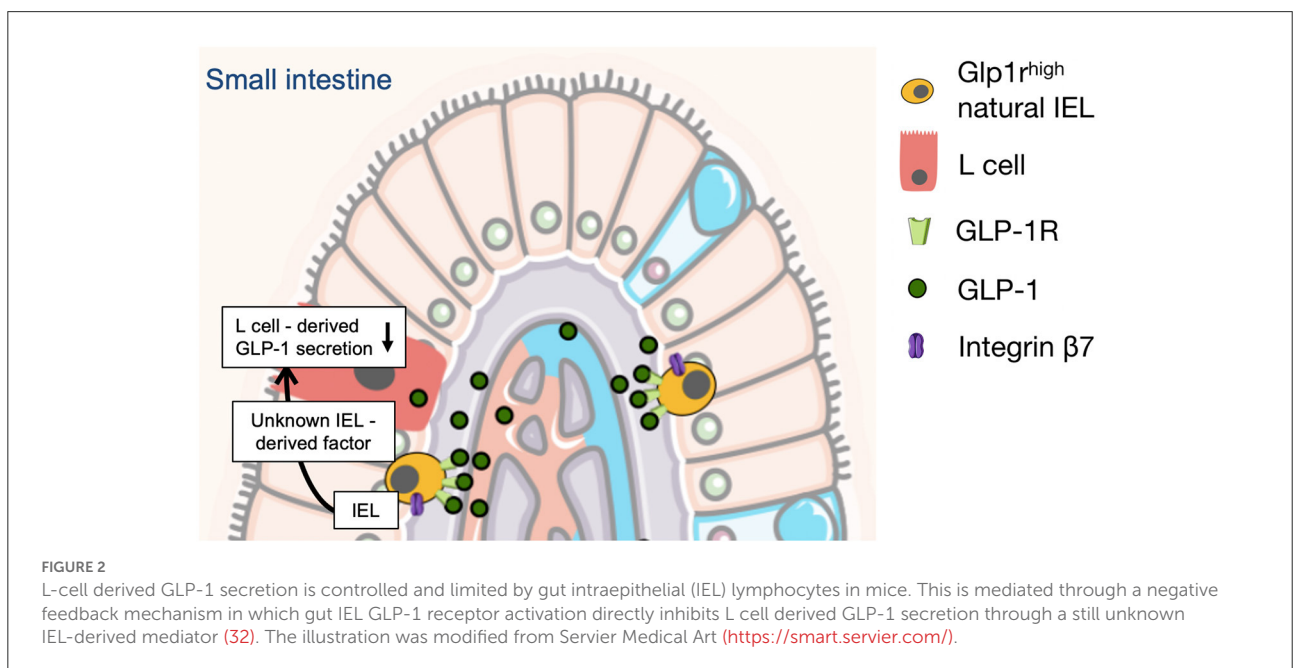 Small intestine
Glp1rhigh
natural IEL
L cell
GLP-1R
GLP-1
Integrin β7
L cell - derived
GLP-1 secretion
Unknown IEL -
derived factor
IEL
FIGURE 2
L-cell derived GLP-1 secretion is controlled and limited by gut intraepithelial (IEL) lymphocytes in mice. This is mediated through a negative
feedback mechanism in which gut IEL GLP-1 receptor activation directly inhibits L cell derived GLP-1 secretion through a still unknown
IEL-derived mediator (32). The illustration was modified from Servier Medical Art (https://smart.servier.com/).